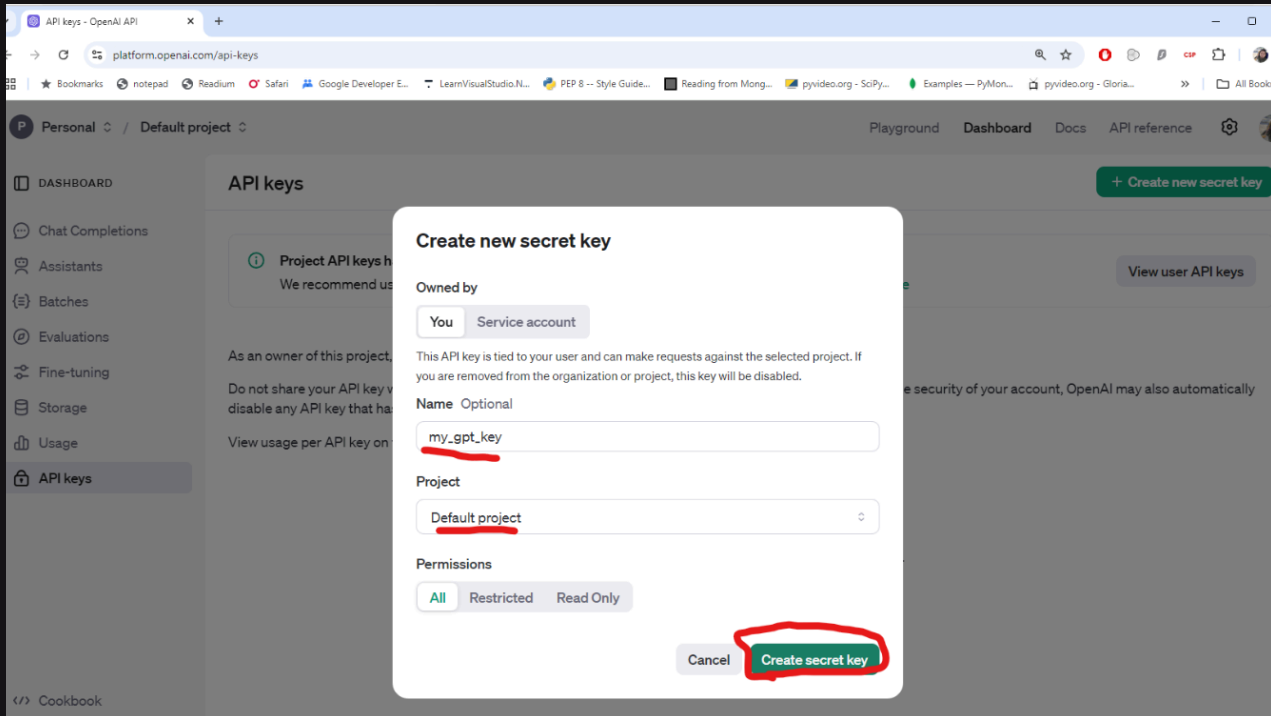 API keys - OpenAI API
platform.openai.com/api-keys
Bookmarks notepad Readium Safari Google Developer E... LearnVisualStudio.N... PEP 8 -- Style Guide... Reading from Mong... pyvideo.org - SciPy... Examples — PyMon... pyvideo.org - Gloria... » All Book
P Personal / Default project Playground Dashboard Docs API reference
DASHBOARD
API keys
+ Create new secret key
Chat Completions
Assistants
Batches
Evaluations
Fine-tuning
Storage
Usage
API keys
Cookbook
Project API keys h
We recommend us
View user API keys
As an owner of this project,
Do not share your API key w
e security of your account, OpenAI may also automatically
disable any API key that ha
View usage per API key on
Create new secret key
Owned by
You Service account
This API key is tied to your user and can make requests against the selected project. If
you are removed from the organization or project, this key will be disabled.
Name Optional
my_gpt_key
Project
Default project
Permissions
All Restricted Read Only
Cancel Create secret key